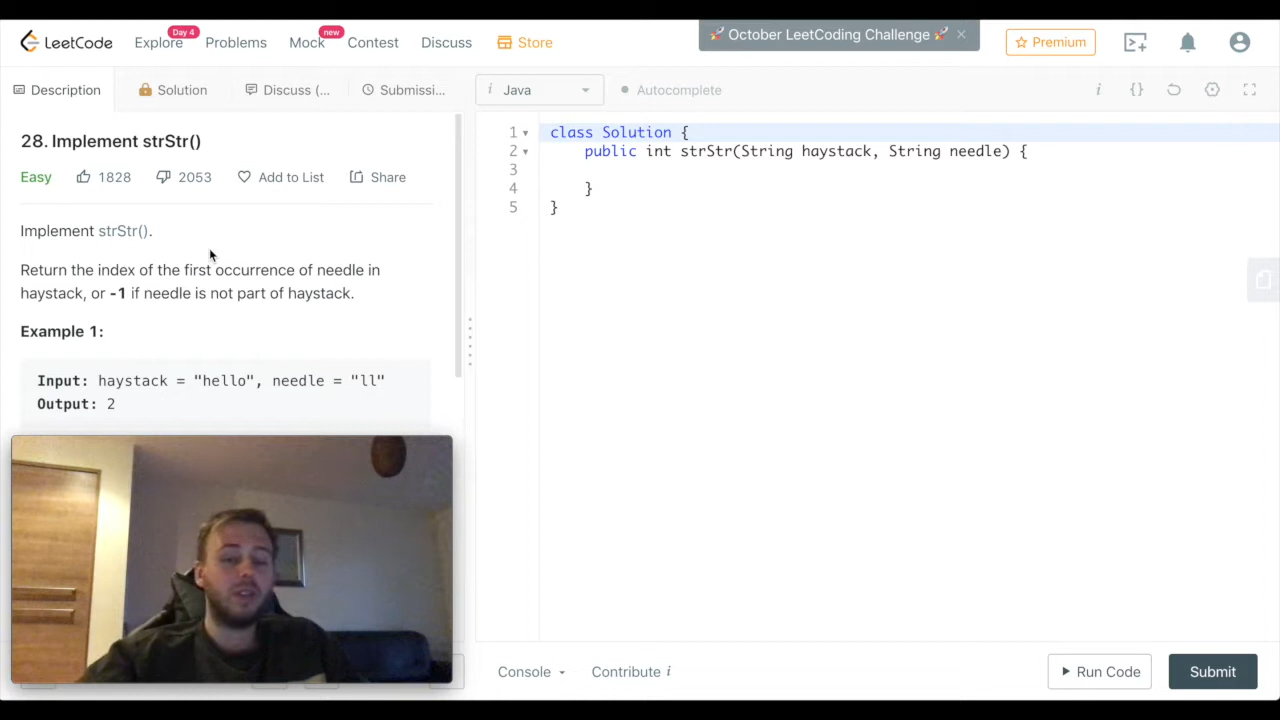 LeetCode
Explore
Day 4
Problems
Mock
new
Contest
Discuss
Store
🚀 October LeetCoding Challenge 🚀 ×
Premium
Description
Solution
Discuss (...
Submissi...
i Java
Autocomplete
i {}
28. Implement strStr()
Easy 1828 2053 Add to List Share
Implement strStr().
Return the index of the first occurrence of needle in
haystack, or -1 if needle is not part of haystack.
Example 1:
Input: haystack = "hello", needle = "ll"
Output: 2
1 class Solution {
2 public int strStr(String haystack, String needle) {
3
4 }
5 }
Console
Contribute i
Run Code
Submit